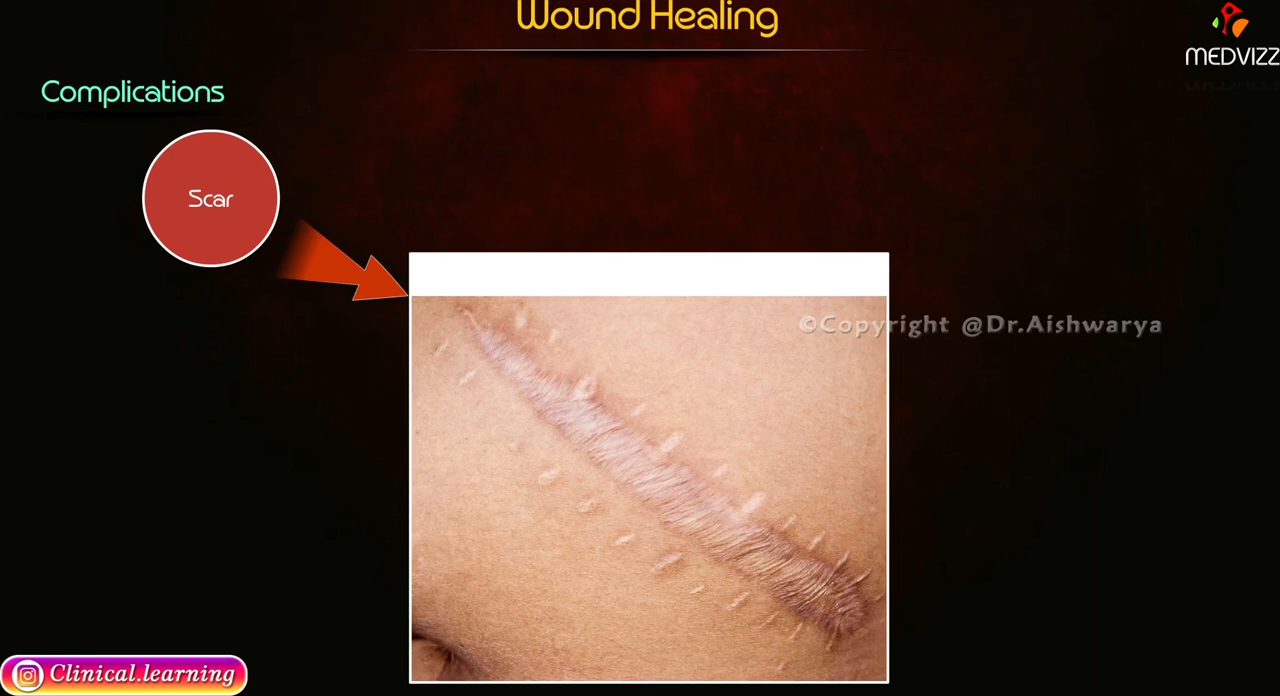 Wound Healing
MEDVIZZ
Complications
Scar
©Copyright @Dr.Aishwarya
Clinical.learning